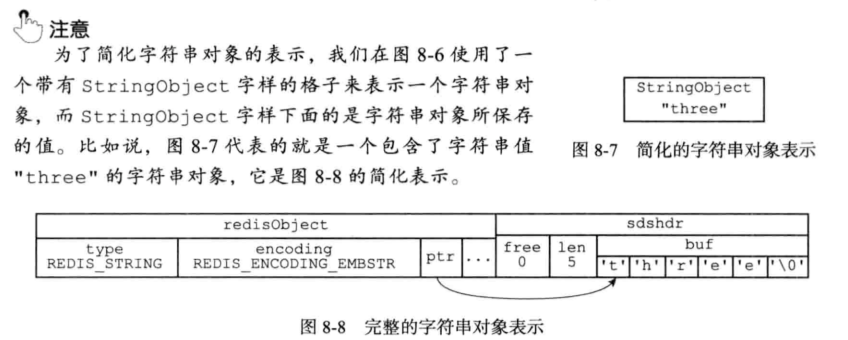 注意
为了简化字符串对象的表示，我们在图 8-6 使用了一
个带有 StringObject 字样的格子来表示一个字符串对
象，而 StringObject 字样下面的是字符串对象所保存
的值。比如说，图 8-7 代表的就是一个包含了字符串值
"three" 的字符串对象，它是图 8-8 的简化表示。
StringObject
"three"
图 8-7 简化的字符串对象表示
redisObject
sdshdr
type
REDIS_STRING
encoding
REDIS_ENCODING_EMBSTR
ptr
...
free
0
len
5
buf
't' 'h' 'r' 'e' 'e' '\0'
图 8-8 完整的字符串对象表示